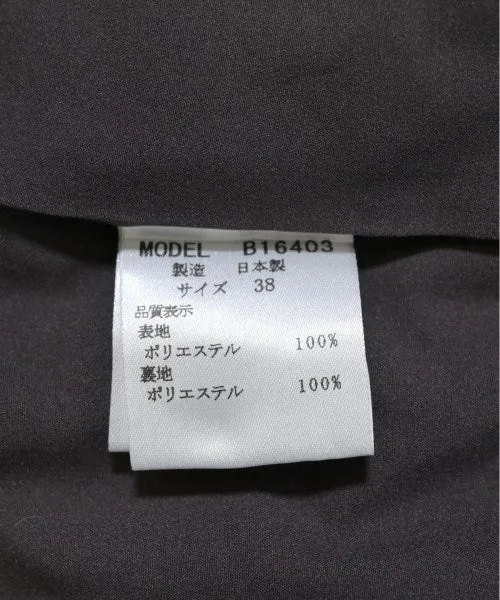 MODEL B16403
製造 日本製
サイズ 38
品質表示
表地
ポリエステル 100%
裏地
ポリエステル 100%